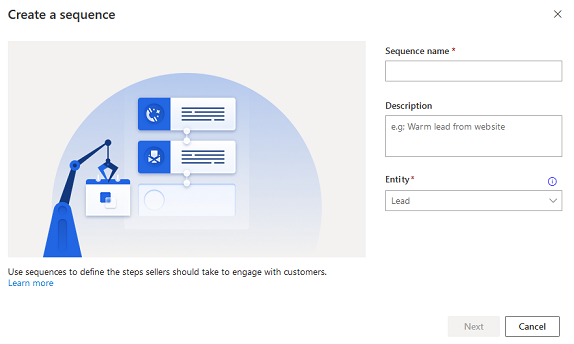 Create a sequence
Sequence name *
Description
e.g: Warm lead from website
Entity *
Lead
Use sequences to define the steps sellers should take to engage with customers.
Learn more
Next
Cancel